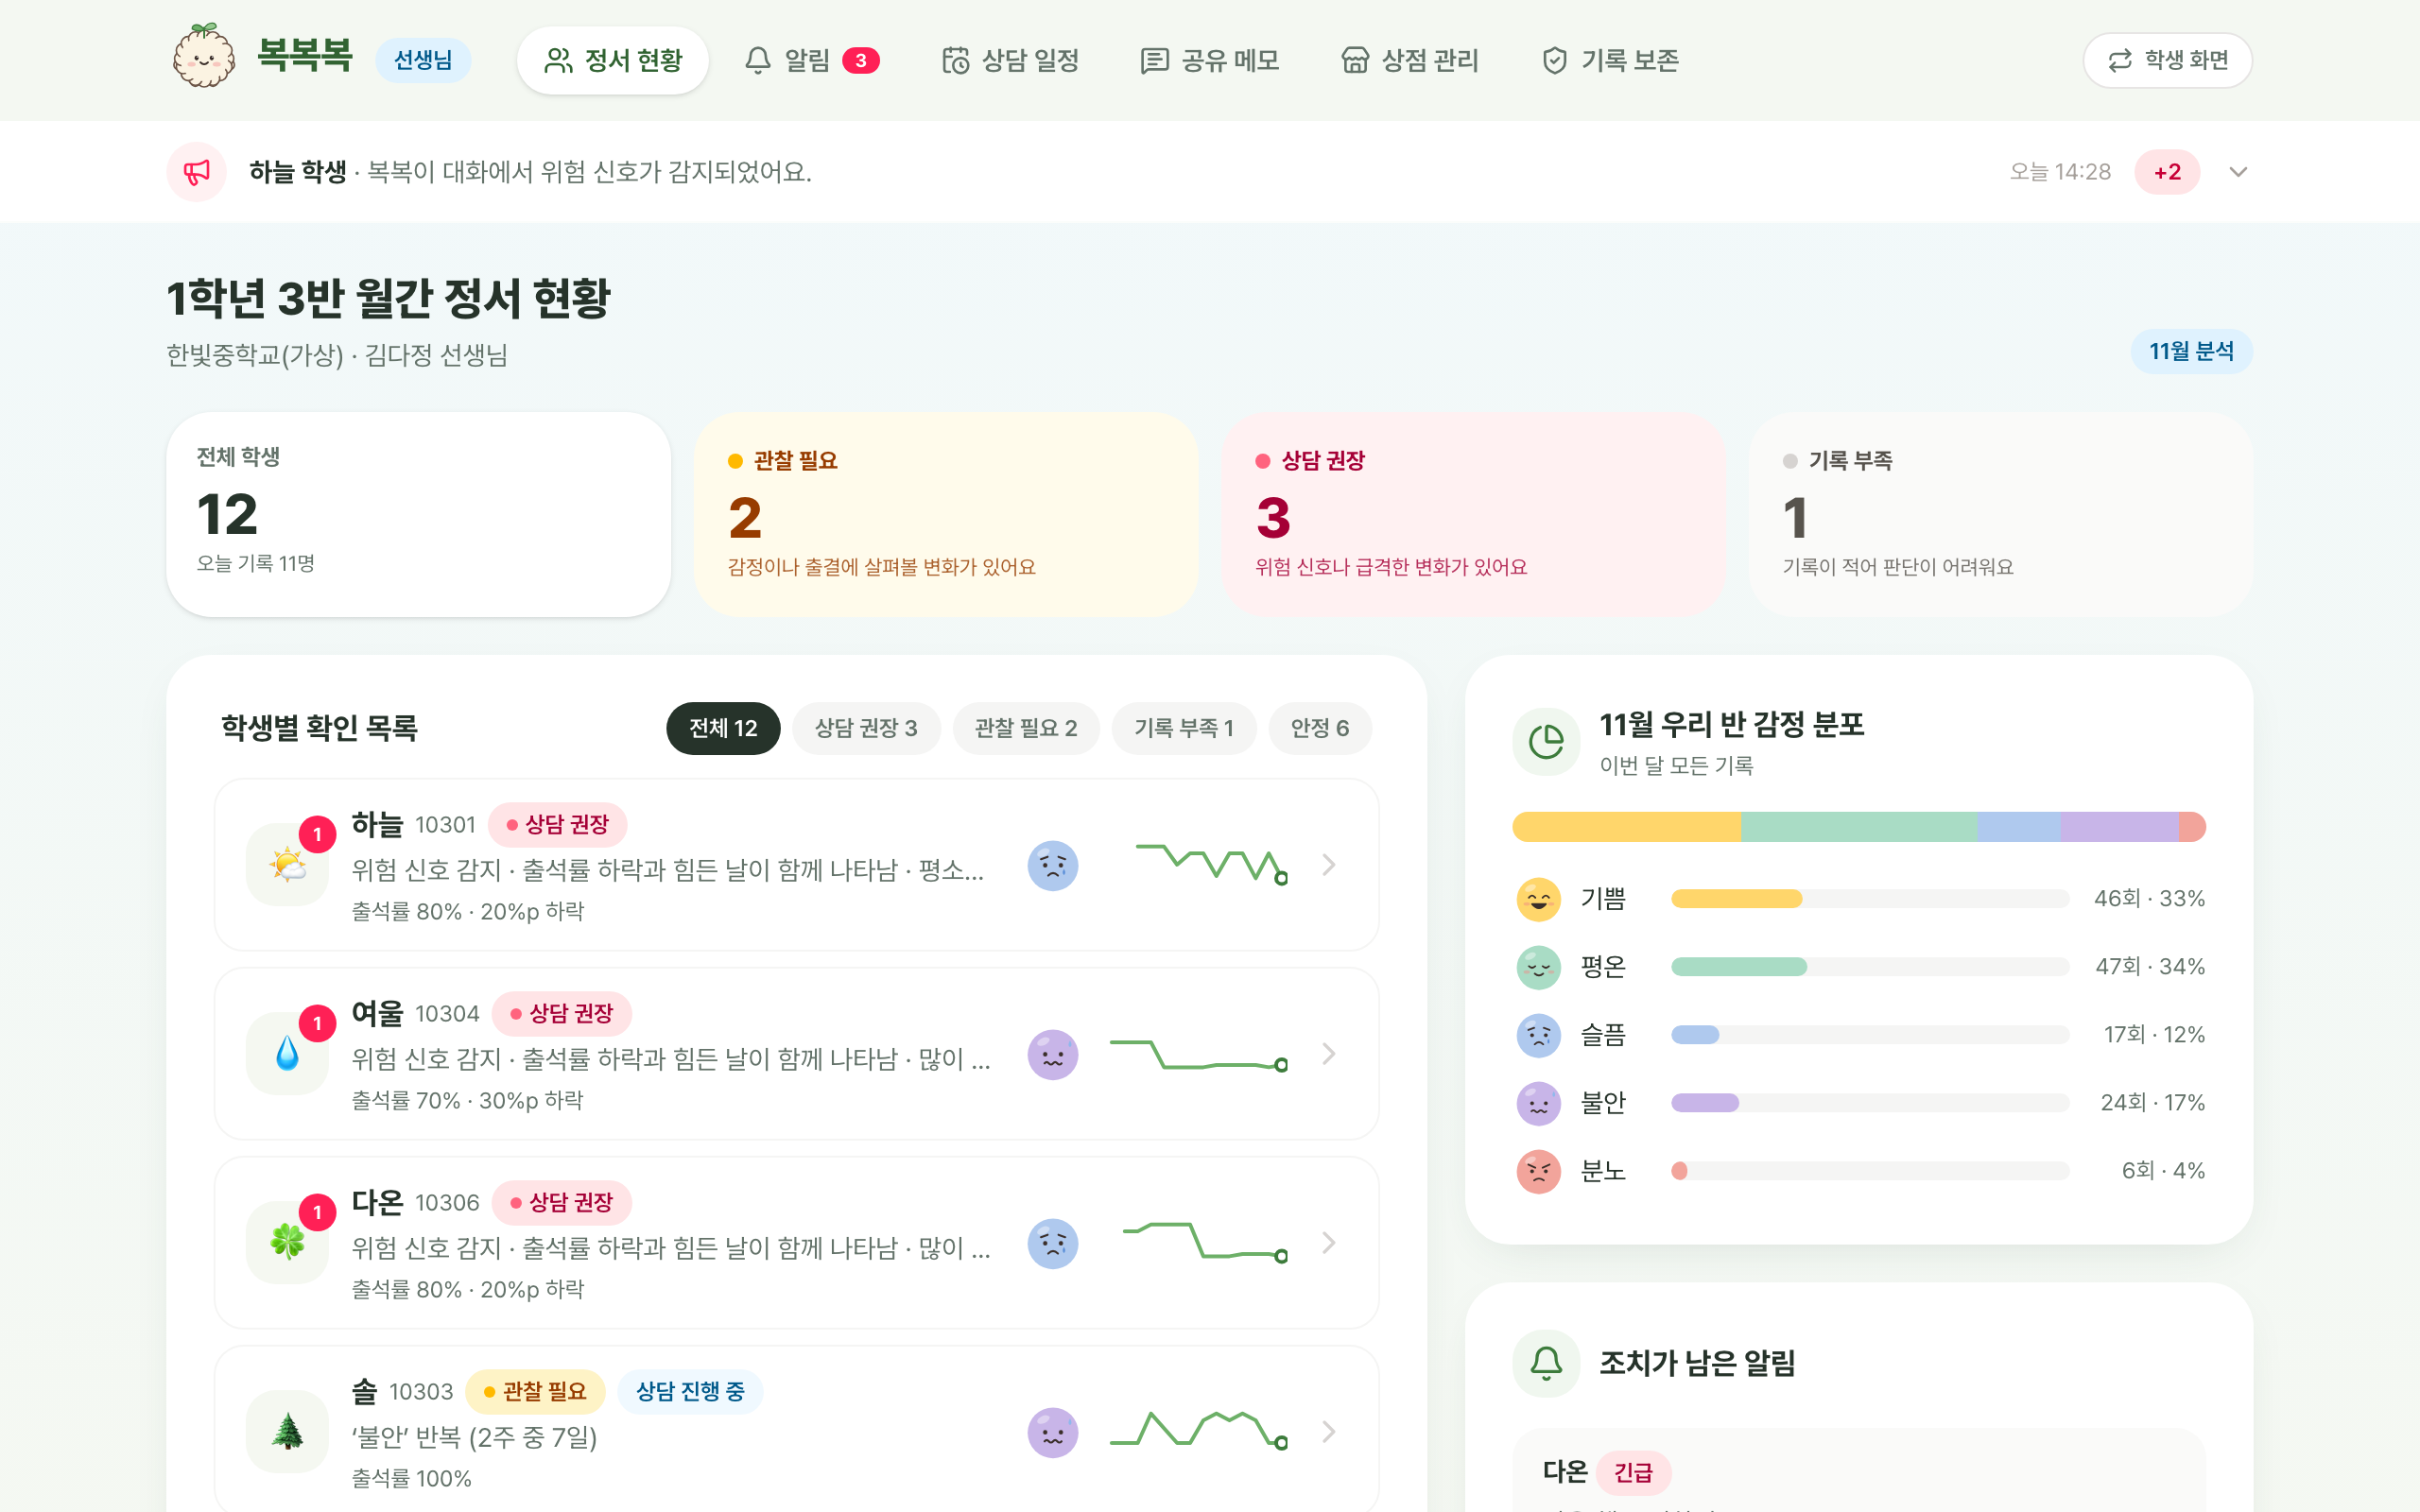 복복복
선생님
정서 현황
알림 3
상담 일정
공유 메모
상점 관리
기록 보존
학생 화면
하늘 학생 · 복복이 대화에서 위험 신호가 감지되었어요.
오늘 14:28
+2
1학년 3반 월간 정서 현황
한빛중학교(가상) · 김다정 선생님
11월 분석
전체 학생
12
오늘 기록 11명
관찰 필요
2
감정이나 출결에 살펴볼 변화가 있어요
상담 권장
3
위험 신호나 급격한 변화가 있어요
기록 부족
1
기록이 적어 판단이 어려워요
학생별 확인 목록
전체 12
상담 권장 3
관찰 필요 2
기록 부족 1
안정 6
1
하늘 10301 상담 권장
위험 신호 감지 · 출석률 하락과 힘든 날이 함께 나타남 · 평소...
출석률 80% · 20%p 하락
1
여울 10304 상담 권장
위험 신호 감지 · 출석률 하락과 힘든 날이 함께 나타남 · 많이 ...
출석률 70% · 30%p 하락
1
다온 10306 상담 권장
위험 신호 감지 · 출석률 하락과 힘든 날이 함께 나타남 · 많이 ...
출석률 80% · 20%p 하락
솔 10303 관찰 필요 상담 진행 중
‘불안’ 반복 (2주 중 7일)
출석률 100%
11월 우리 반 감정 분포
이번 달 모든 기록
기쁨 46회 · 33%
평온 47회 · 34%
슬픔 17회 · 12%
불안 24회 · 17%
분노 6회 · 4%
조치가 남은 알림
다온 긴급